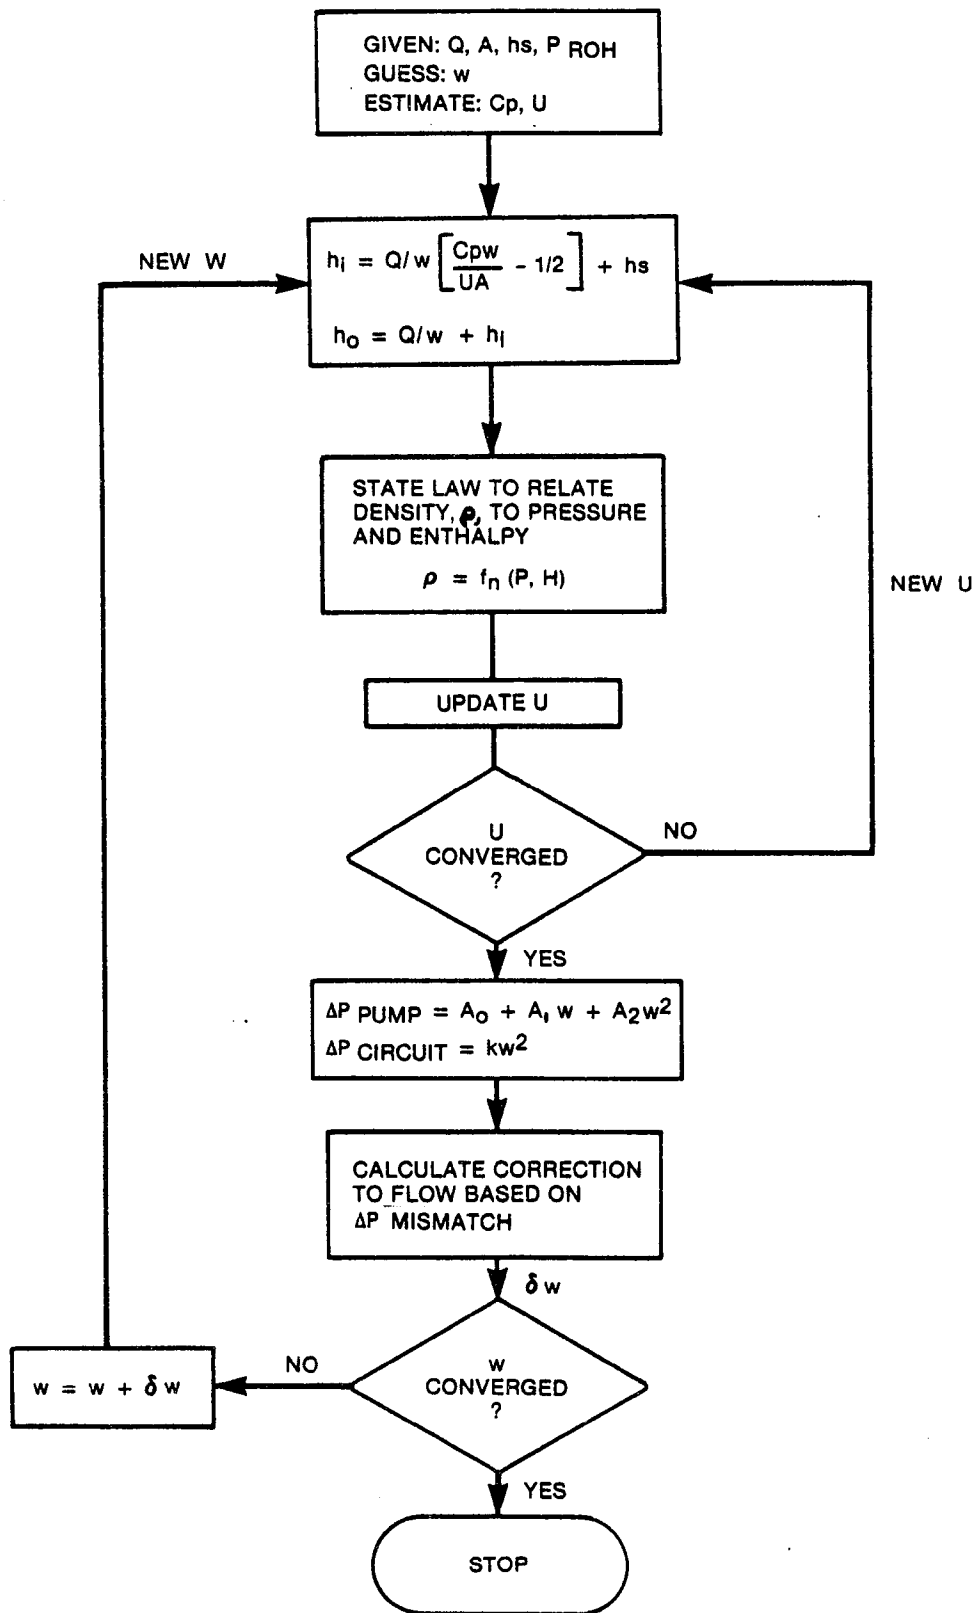 GIVEN: Q, A, hs, P ROH
GUESS: w
ESTIMATE: Cp, U
NEW W
hi = Q/w [Cpw/UA - 1/2] + hs
ho = Q/w + hi
STATE LAW TO RELATE
DENSITY, ρ, TO PRESSURE
AND ENTHALPY
ρ = fn (P, H)
NEW U
UPDATE U
U
CONVERGED
?
NO
YES
ΔP PUMP = A₀ + A₁ w + A₂w²
ΔP CIRCUIT = kw²
CALCULATE CORRECTION
TO FLOW BASED ON
ΔP MISMATCH
δ w
w
CONVERGED
?
NO
w = w + δ w
YES
STOP